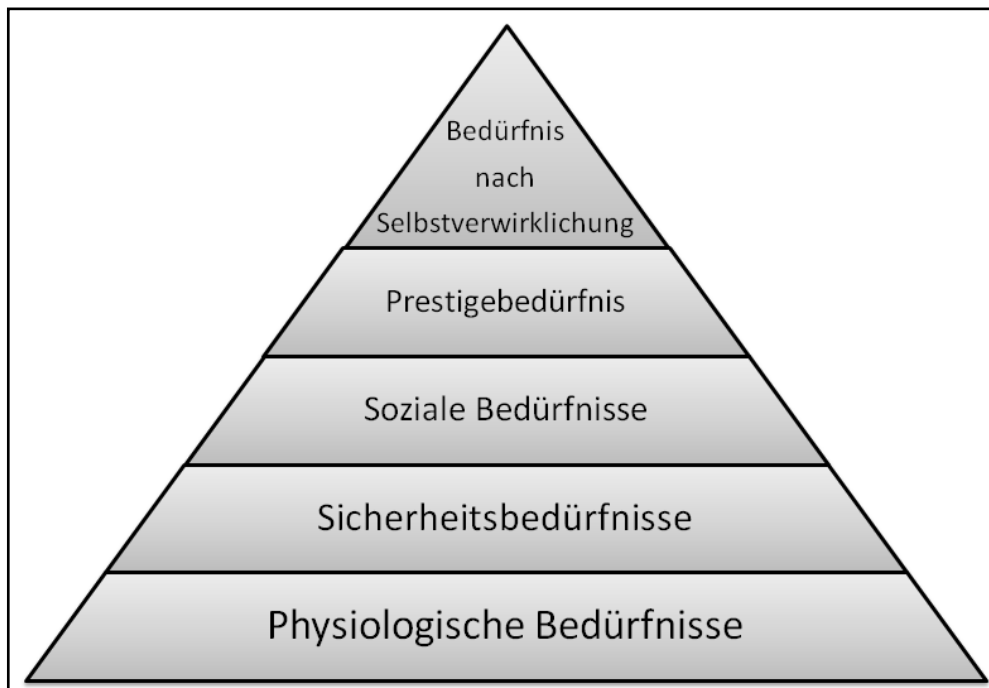 Bedürfnis
nach
Selbstverwirklichung
Prestigebedürfnis
Soziale Bedürfnisse
Sicherheitsbedürfnisse
Physiologische Bedürfnisse